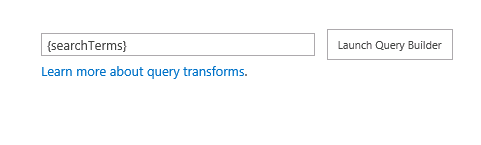 {searchTerms}
Launch Query Builder
Learn more about query transforms.